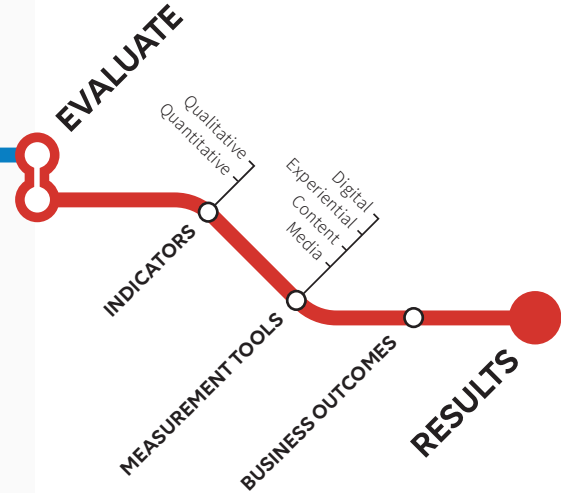 EVALUATE
Qualitative
Quantitative
INDICATORS
Digital
Experiential
Content
Media
MEASUREMENT TOOLS
BUSINESS OUTCOMES
RESULTS